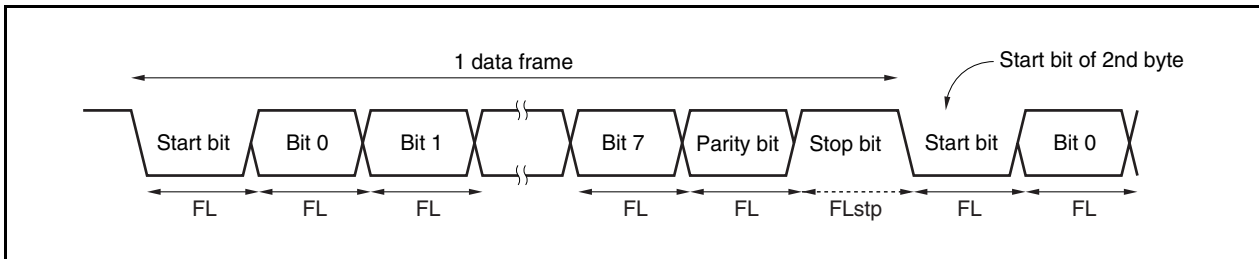 1 data frame
Start bit of 2nd byte
Start bit Bit 0 Bit 1 Bit 7 Parity bit Stop bit Start bit Bit 0
FL FL FL FL FL FLstp FL FL